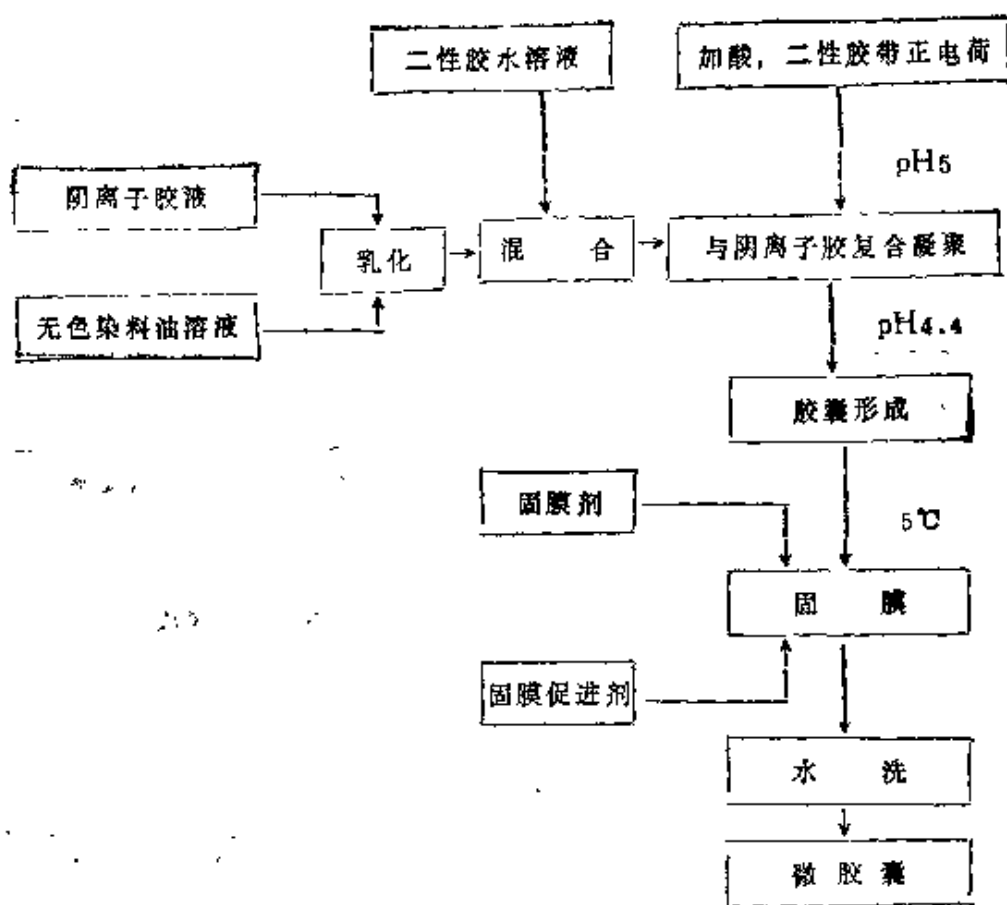 二性胶水溶液
加酸，二性胶带正电荷
pH5
阴离子胶液
乳化
混 合
与阴离子胶复合凝聚
无色染料油溶液
pH4.4
胶囊形成
固膜剂
5℃
固 膜
固膜促进剂
水 洗
微胶囊